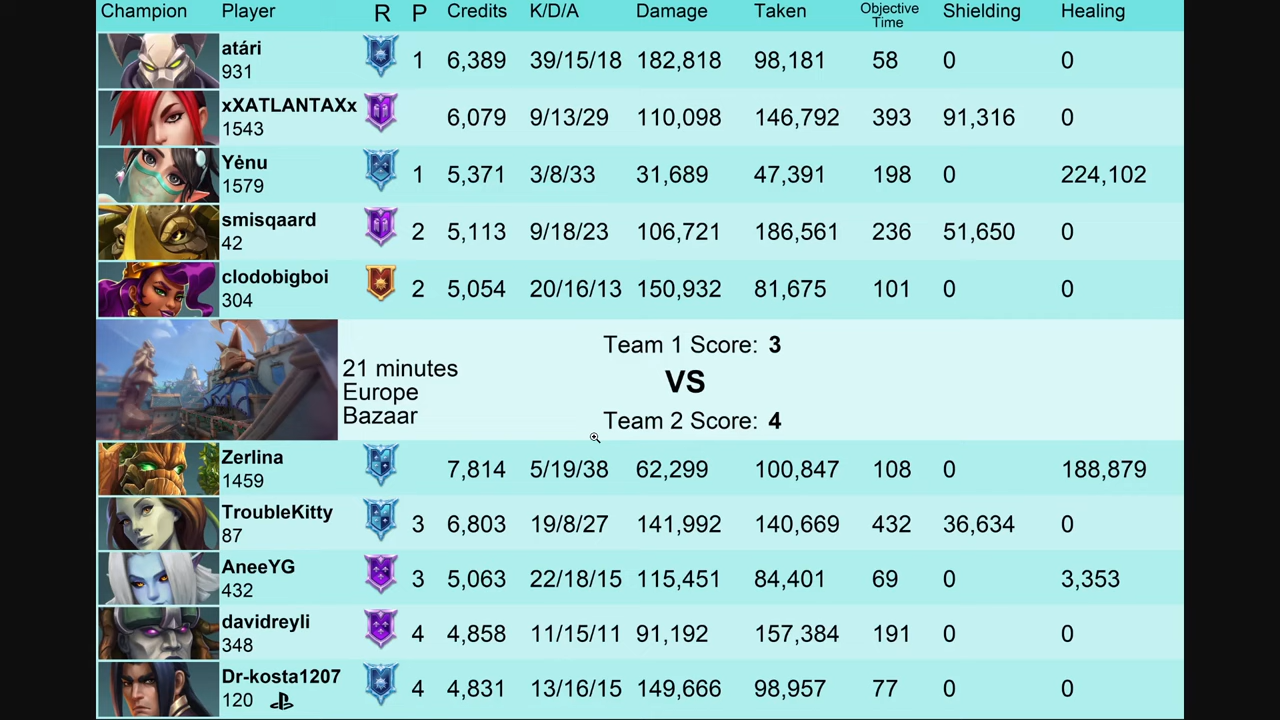 Champion Player R P Credits K/D/A Damage Taken Objective Time Shielding Healing
atári
931 1 6,389 39/15/18 182,818 98,181 58 0 0
xXATLANTAXx
1543 6,079 9/13/29 110,098 146,792 393 91,316 0
Yėnu
1579 1 5,371 3/8/33 31,689 47,391 198 0 224,102
smisqaard
42 2 5,113 9/18/23 106,721 186,561 236 51,650 0
clodobigboi
304 2 5,054 20/16/13 150,932 81,675 101 0 0
21 minutes
Europe
Bazaar
Team 1 Score: 3
VS
Team 2 Score: 4
Zerlina
1459 7,814 5/19/38 62,299 100,847 108 0 188,879
TroubleKitty
87 3 6,803 19/8/27 141,992 140,669 432 36,634 0
AneeYG
432 3 5,063 22/18/15 115,451 84,401 69 0 3,353
davidreyli
348 4 4,858 11/15/11 91,192 157,384 191 0 0
Dr-kosta1207
120 4 4,831 13/16/15 149,666 98,957 77 0 0